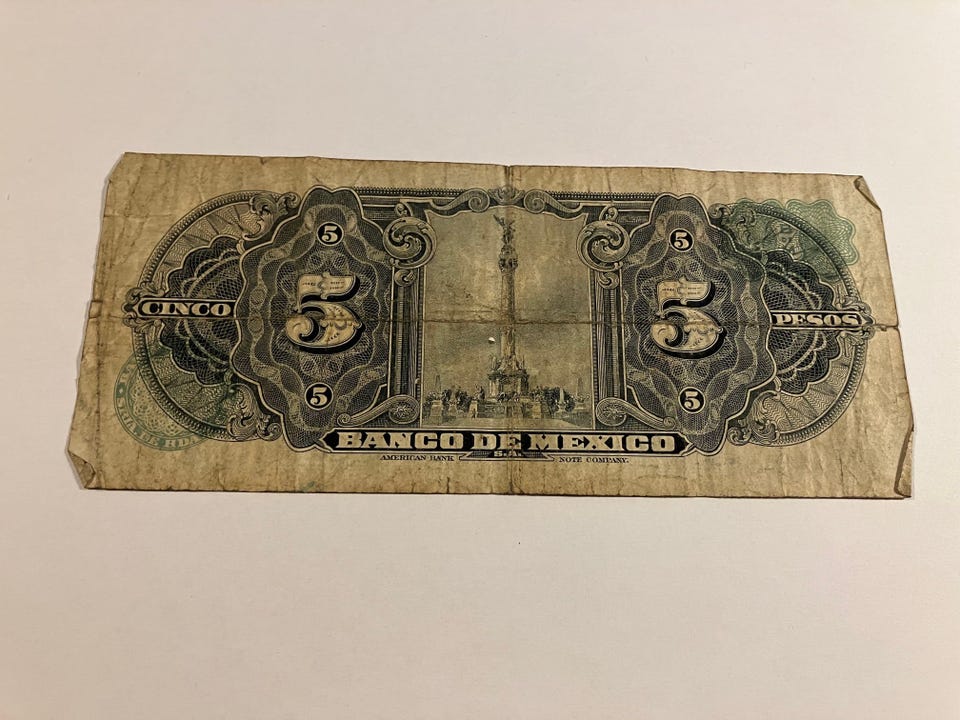 5 5
CINCO 5 5 PESOS
5 5
BANCO DE MEXICO
S.A.
AMERICAN BANK NOTE COMPANY.